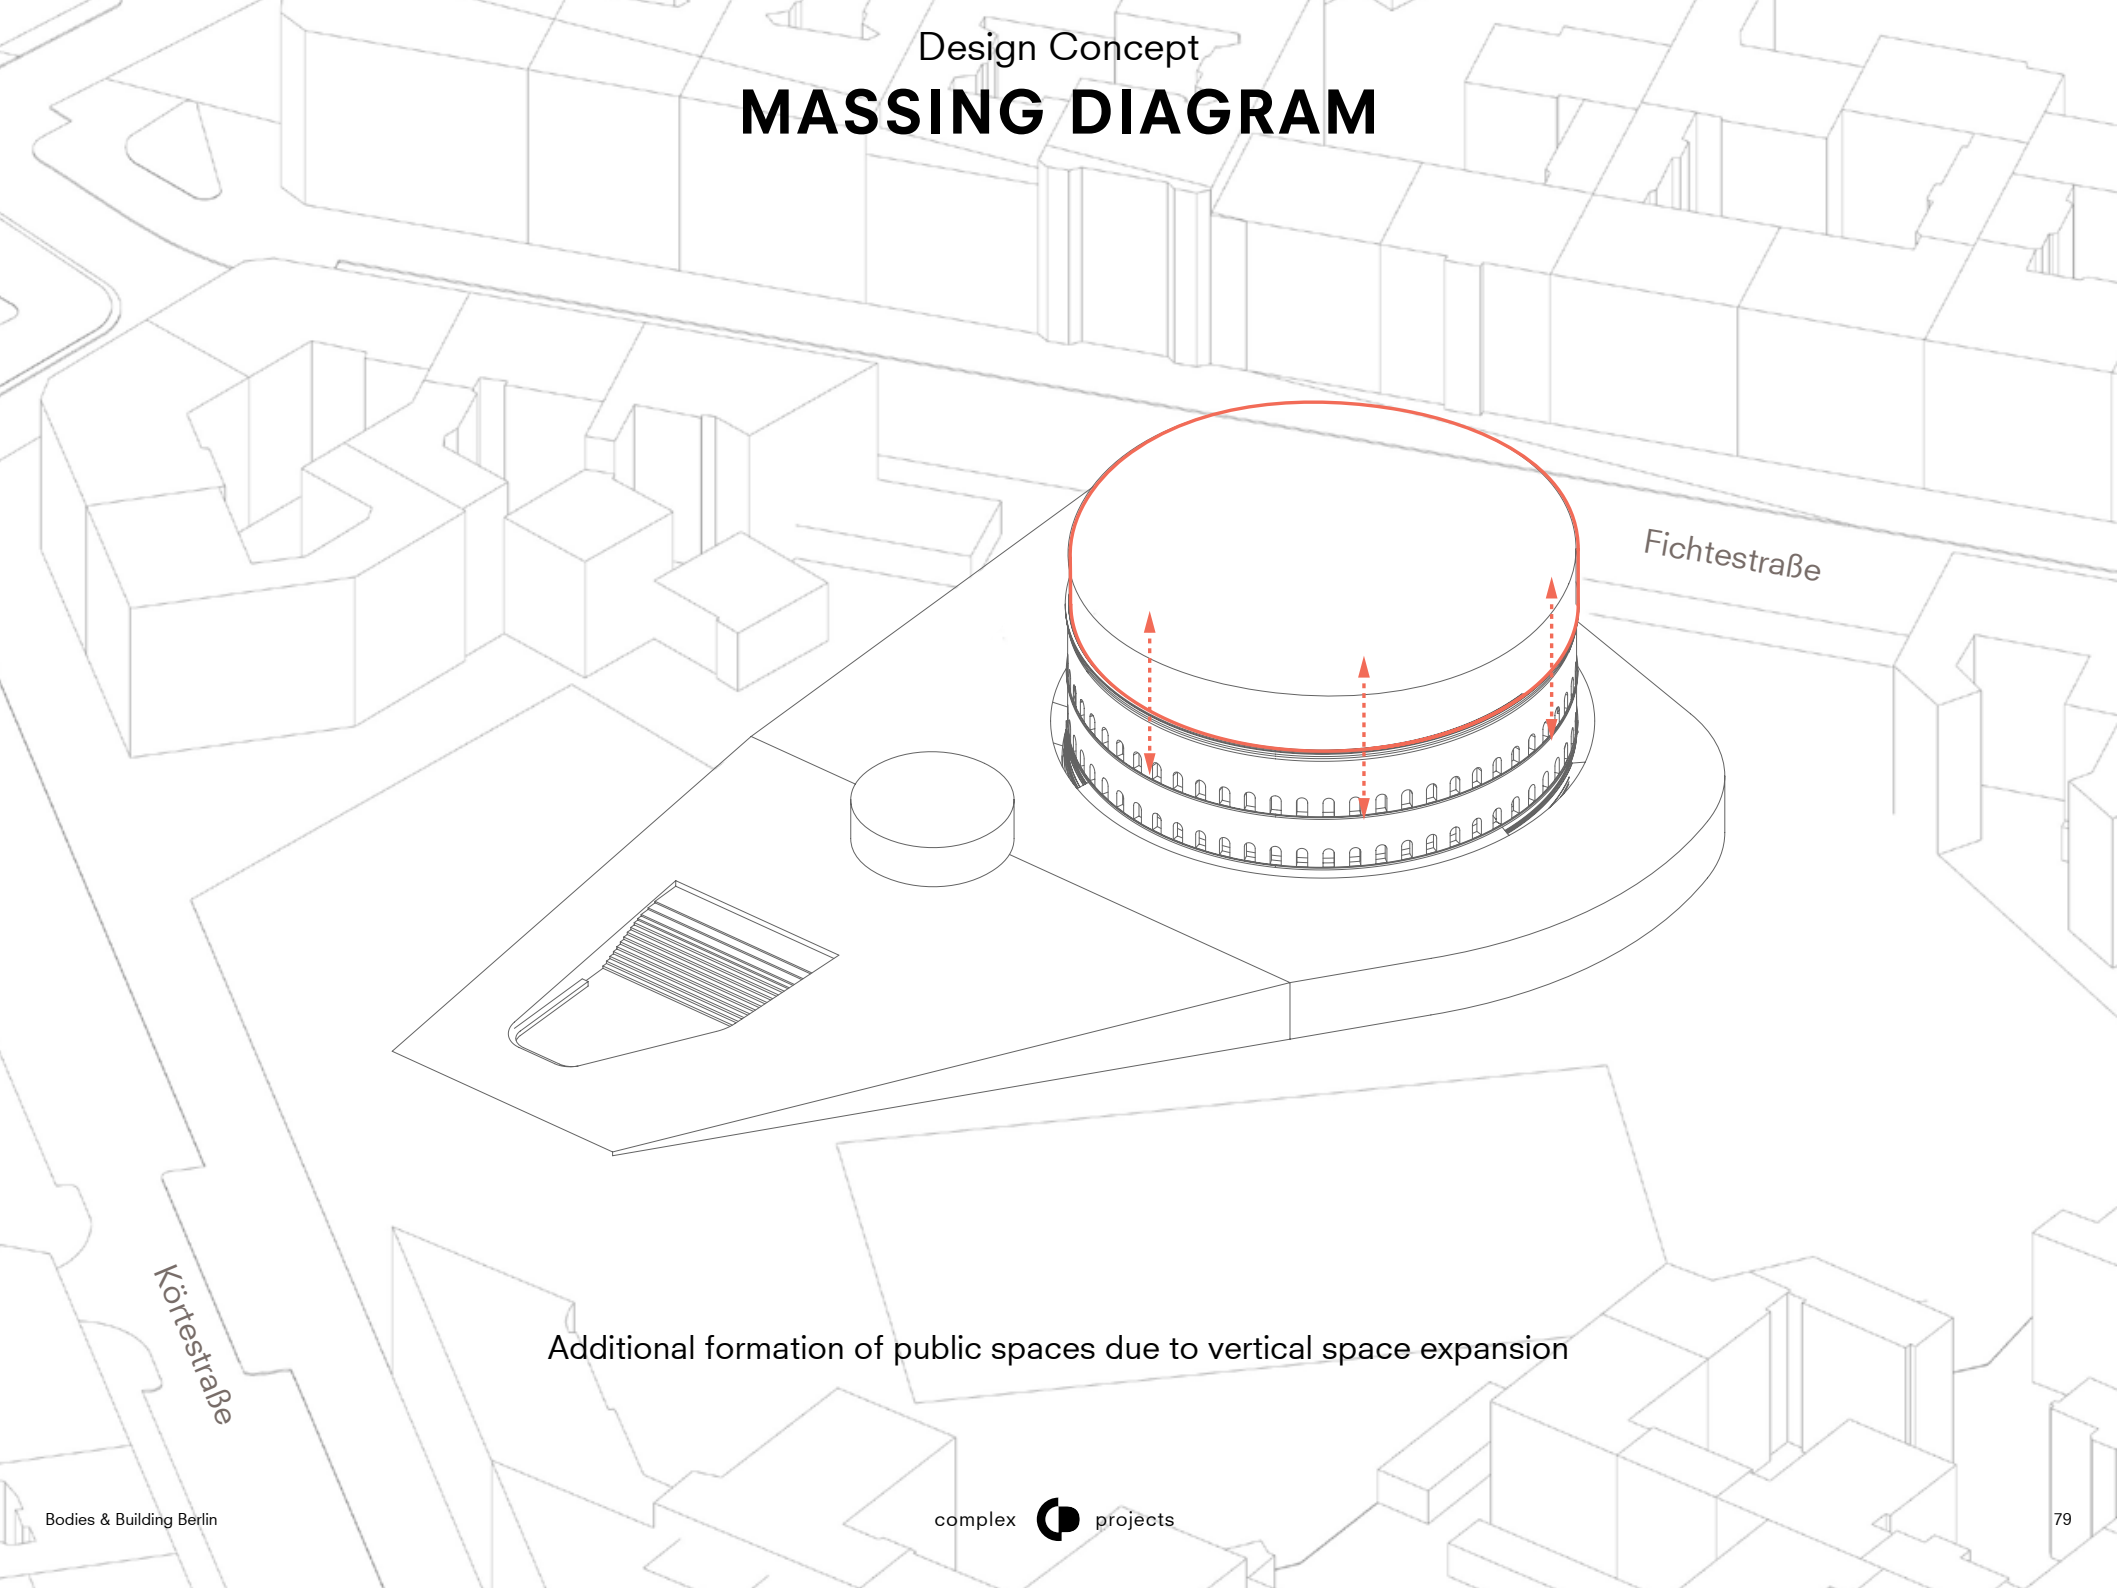 Design Concept
MASSING DIAGRAM
Fichtestraße
Körtestraße
Additional formation of public spaces due to vertical space expansion
Bodies & Building Berlin
complex projects
79